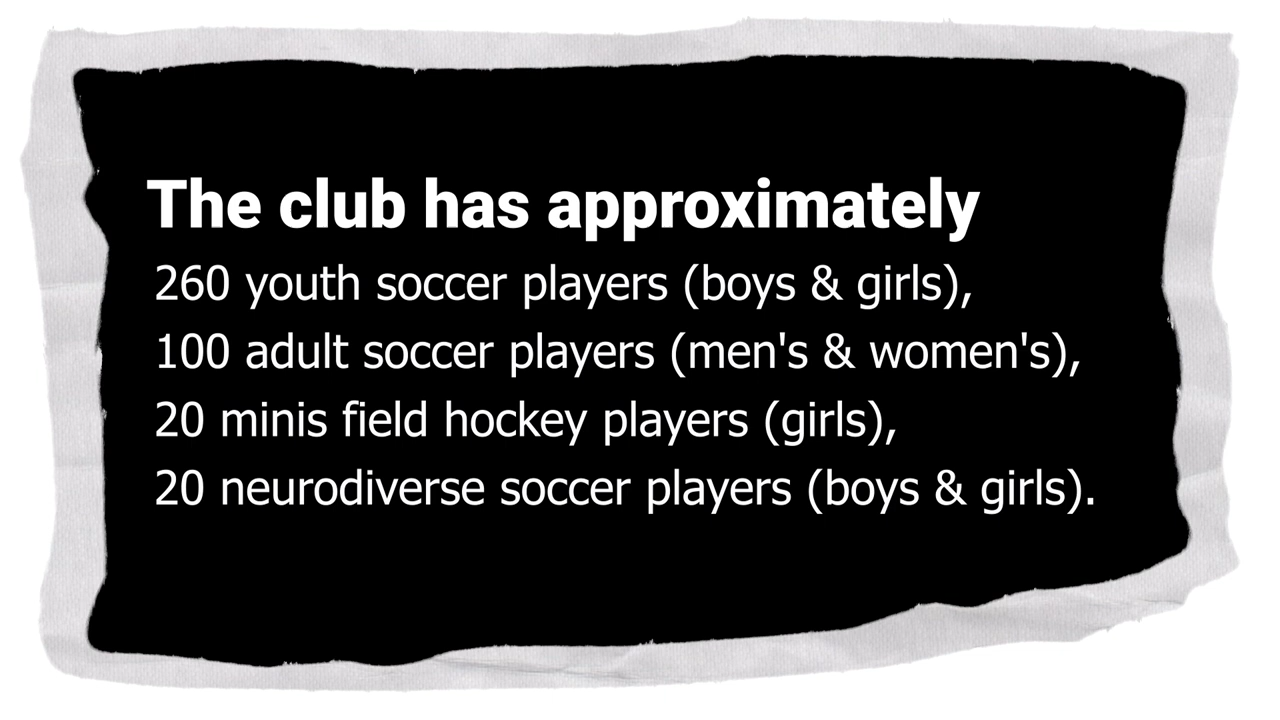 The club has approximately
260 youth soccer players (boys & girls),
100 adult soccer players (men's & women's),
20 minis field hockey players (girls),
20 neurodiverse soccer players (boys & girls).